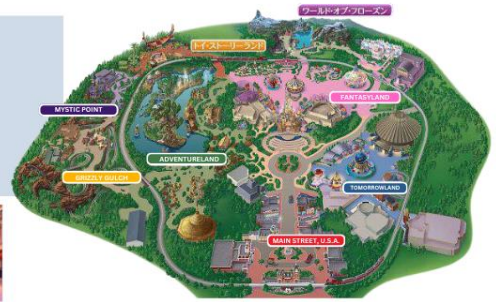 ワールド・オブ・フローズン
トイ・ストーリーランド
FANTASYLAND
MYSTIC POINT
ADVENTURELAND
GRIZZLY GULCH
TOMORROWLAND
MAIN STREET, U.S.A.